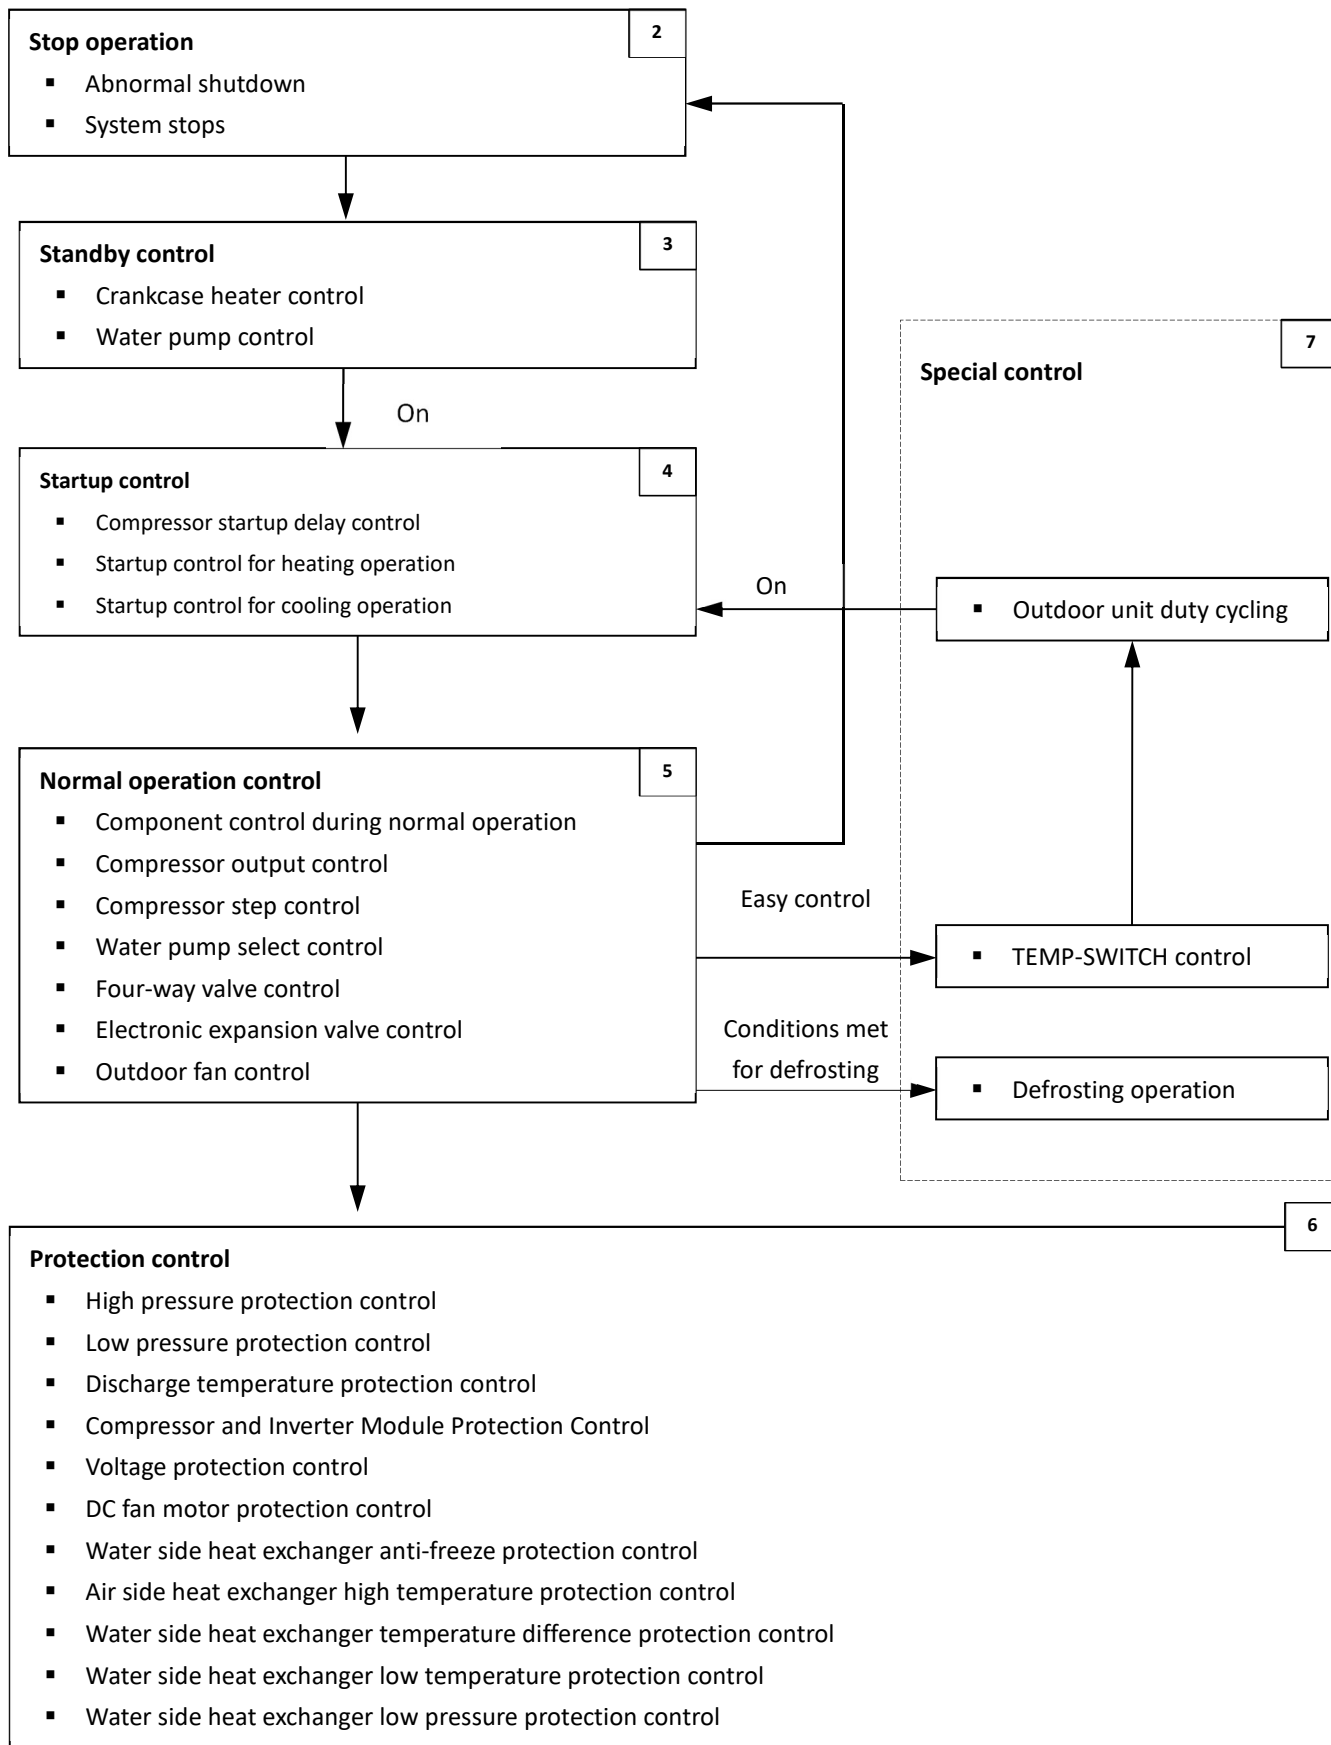 2
Stop operation
▪ Abnormal shutdown
▪ System stops
3
Standby control
▪ Crankcase heater control
▪ Water pump control
On
7
Special control
4
Startup control
▪ Compressor startup delay control
▪ Startup control for heating operation
▪ Startup control for cooling operation
On
▪ Outdoor unit duty cycling
5
Normal operation control
▪ Component control during normal operation
▪ Compressor output control
▪ Compressor step control
▪ Water pump select control
▪ Four-way valve control
▪ Electronic expansion valve control
▪ Outdoor fan control
Easy control
▪ TEMP-SWITCH control
Conditions met
for defrosting
▪ Defrosting operation
6
Protection control
▪ High pressure protection control
▪ Low pressure protection control
▪ Discharge temperature protection control
▪ Compressor and Inverter Module Protection Control
▪ Voltage protection control
▪ DC fan motor protection control
▪ Water side heat exchanger anti-freeze protection control
▪ Air side heat exchanger high temperature protection control
▪ Water side heat exchanger temperature difference protection control
▪ Water side heat exchanger low temperature protection control
▪ Water side heat exchanger low pressure protection control